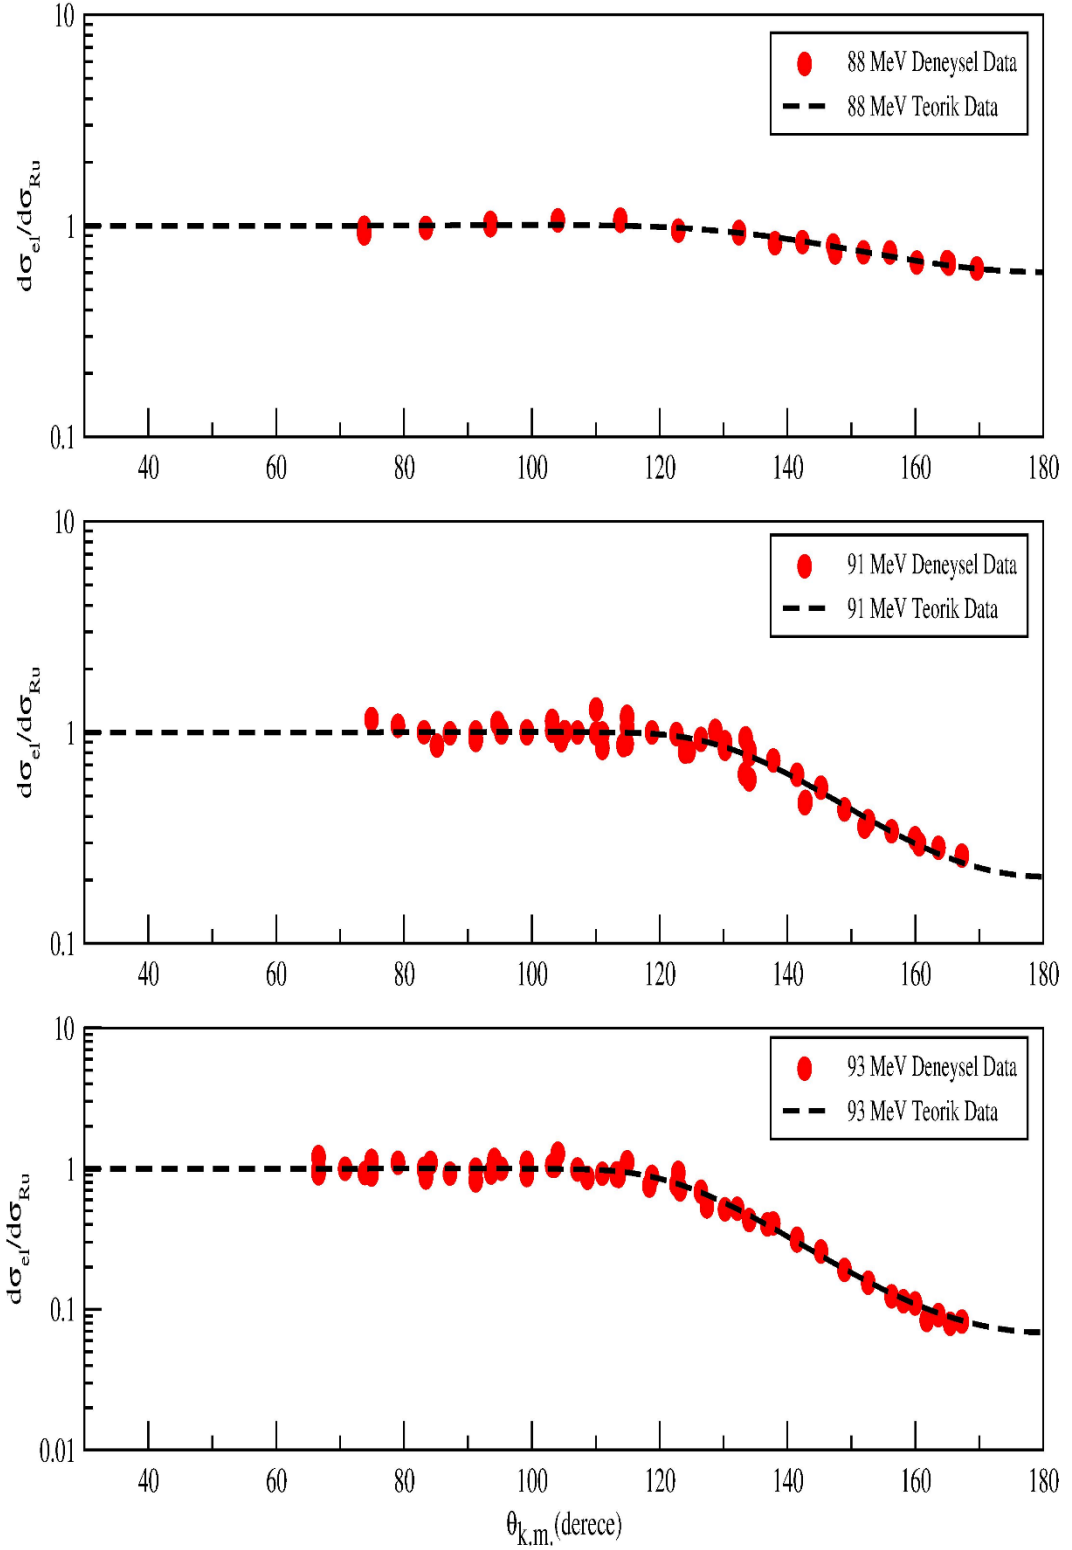 10
88 MeV Deneysel Data
88 MeV Teorik Data
dσel/dσRu
1
0.1
40 60 80 100 120 140 160 180
10
91 MeV Deneysel Data
91 MeV Teorik Data
dσel/dσRu
1
0.1
40 60 80 100 120 140 160 180
10
93 MeV Deneysel Data
93 MeV Teorik Data
1
dσel/dσRu
0.1
0.01
40 60 80 100 120 140 160 180
θk.m.(derece)